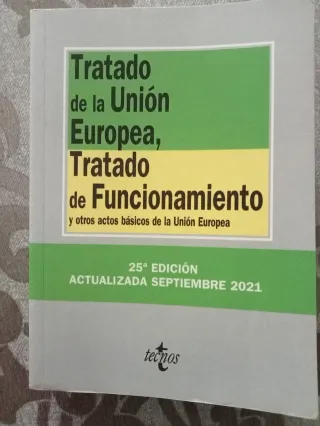 Tratado
de la Unión
Europea,
Tratado
de Funcionamiento
y otros actos básicos de la Unión Europea
25ª EDICIÓN
ACTUALIZADA SEPTIEMBRE 2021
tecnos